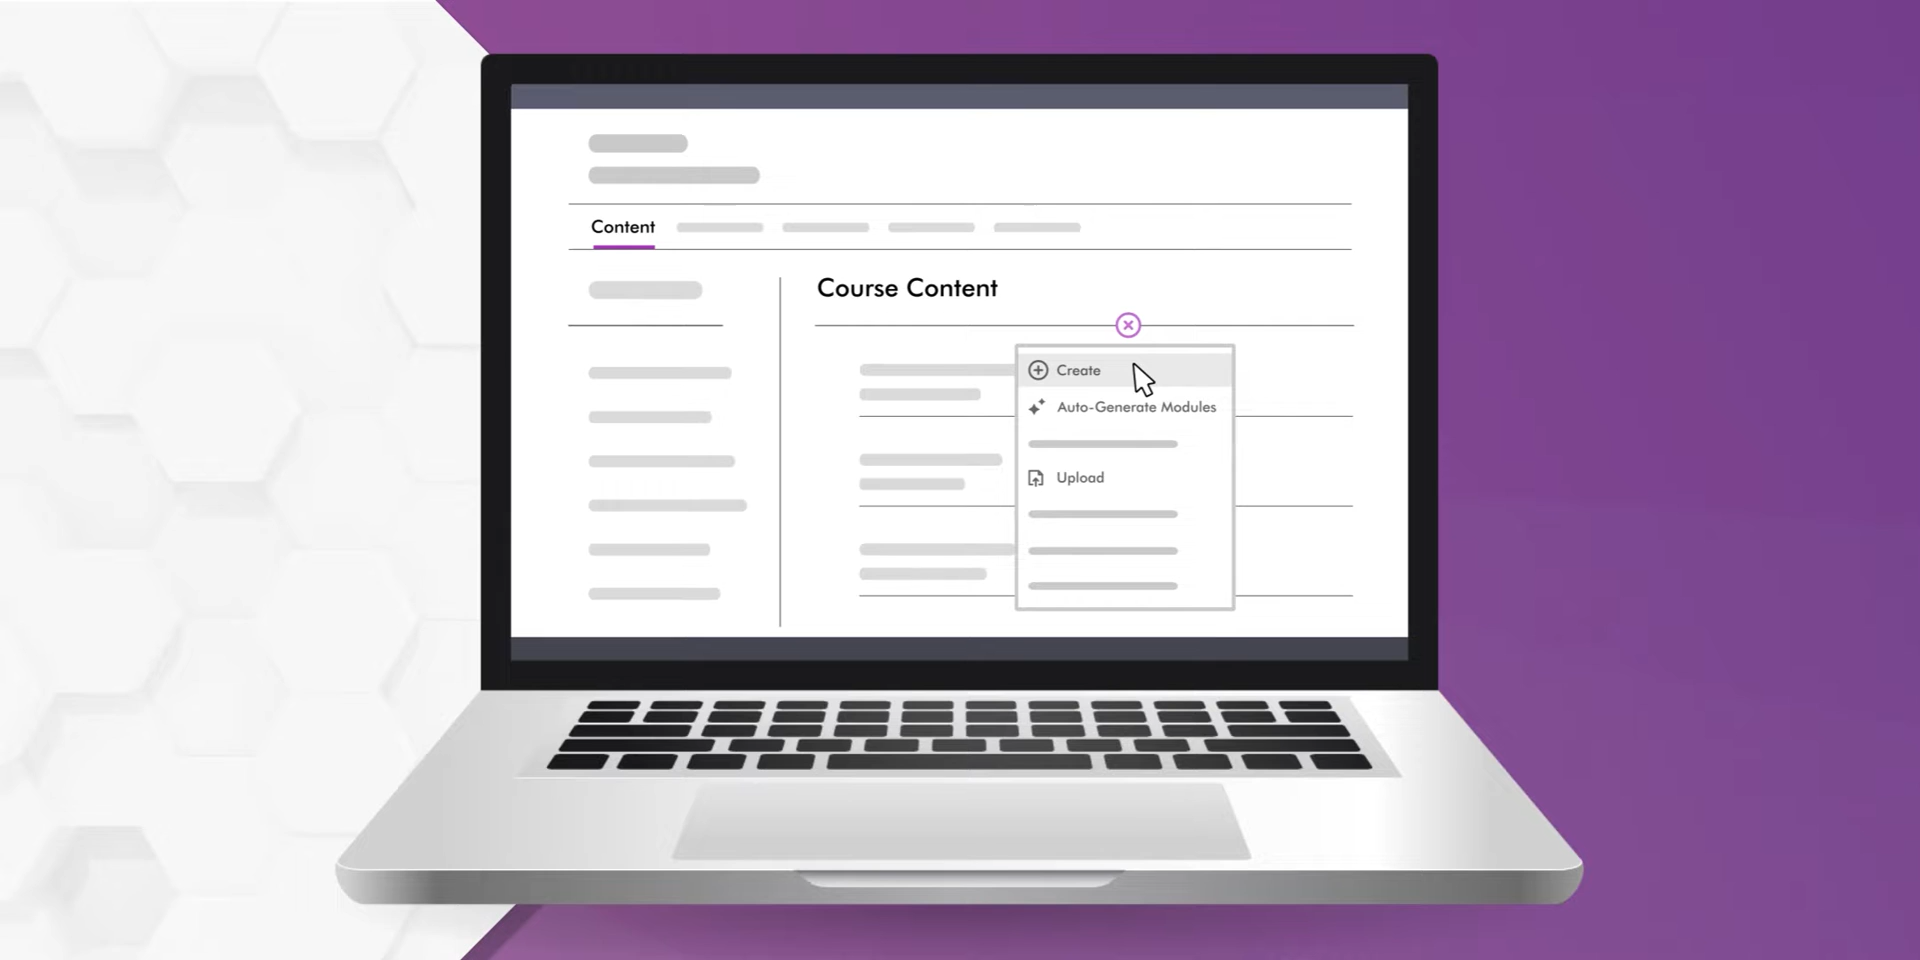 Content
Course Content
Create
Auto-Generate Modules
Upload